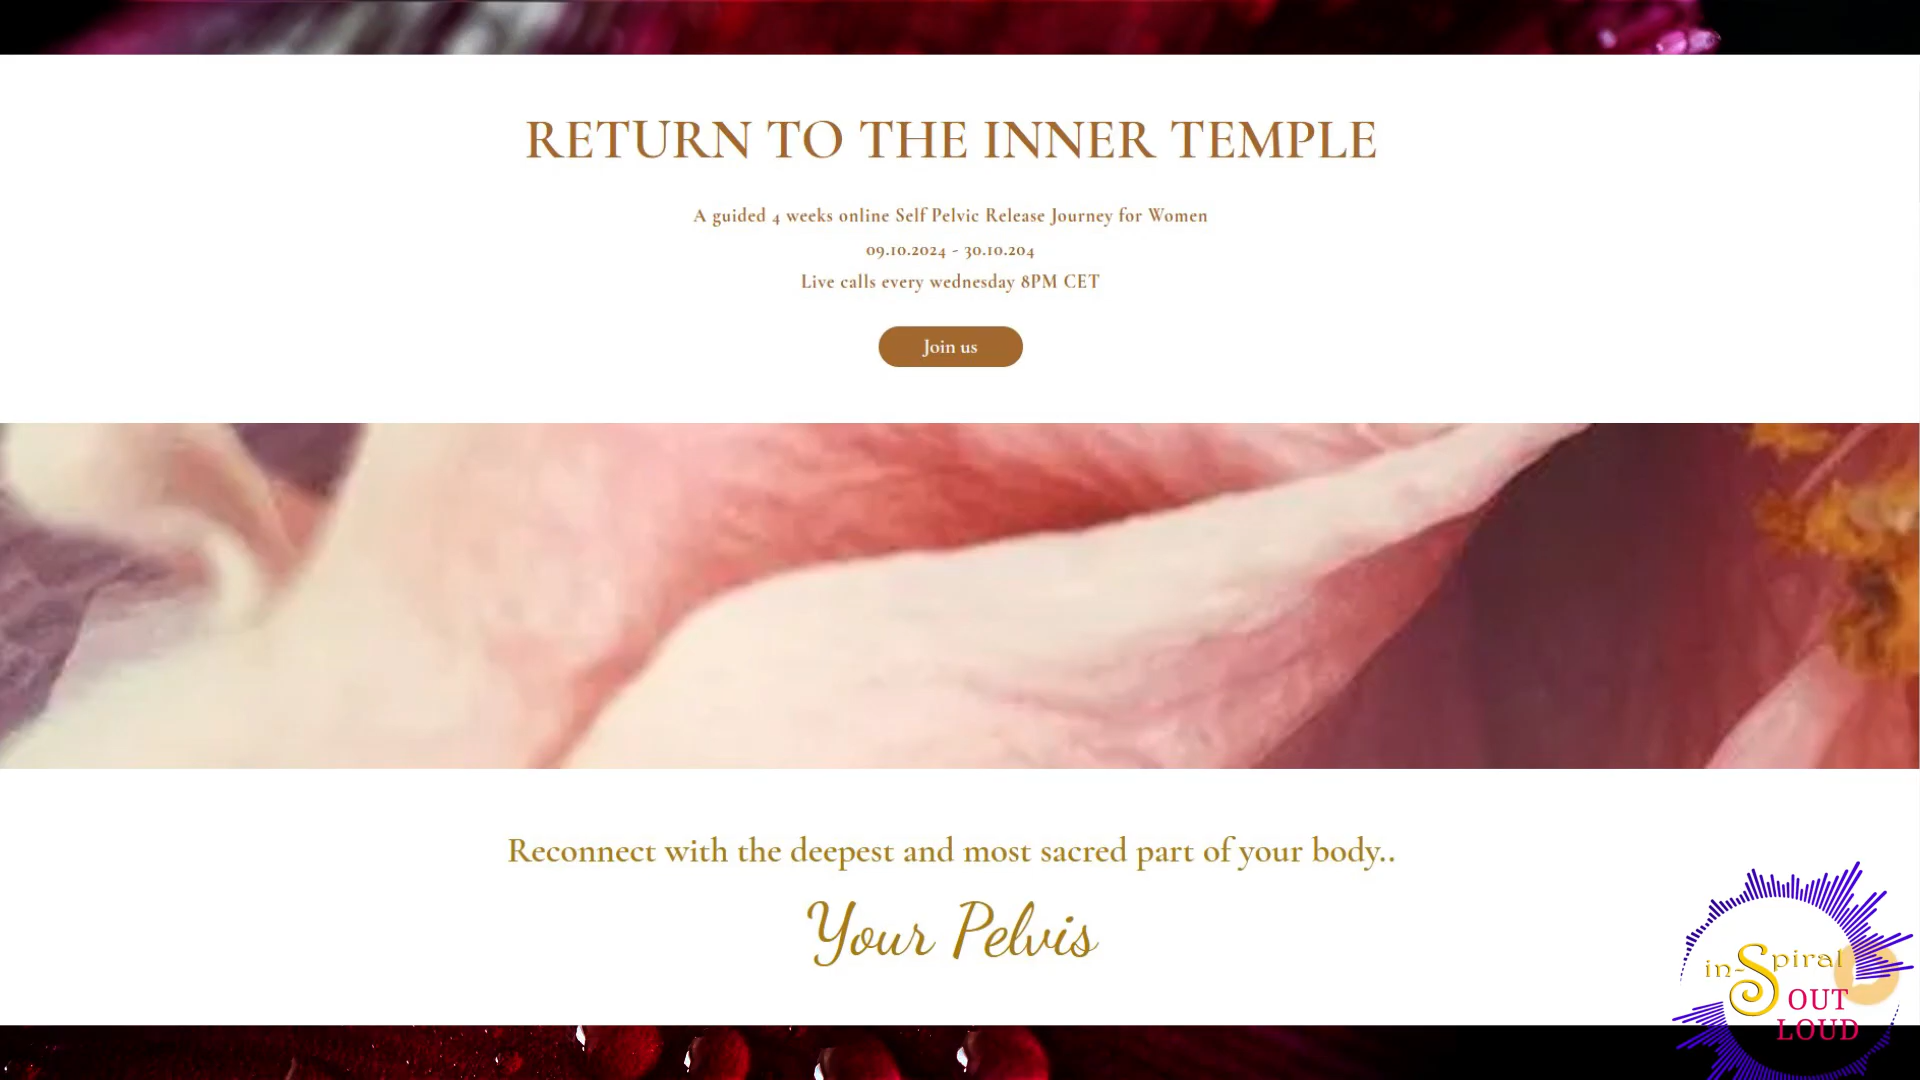 RETURN TO THE INNER TEMPLE
A guided 4 weeks online Self Pelvic Release Journey for Women
09.10.2024 - 30.10.204
Live calls every wednesday 8PM CET
Join us
Reconnect with the deepest and most sacred part of your body..
Your Pelvis
in-Spiral
OUT
LOUD